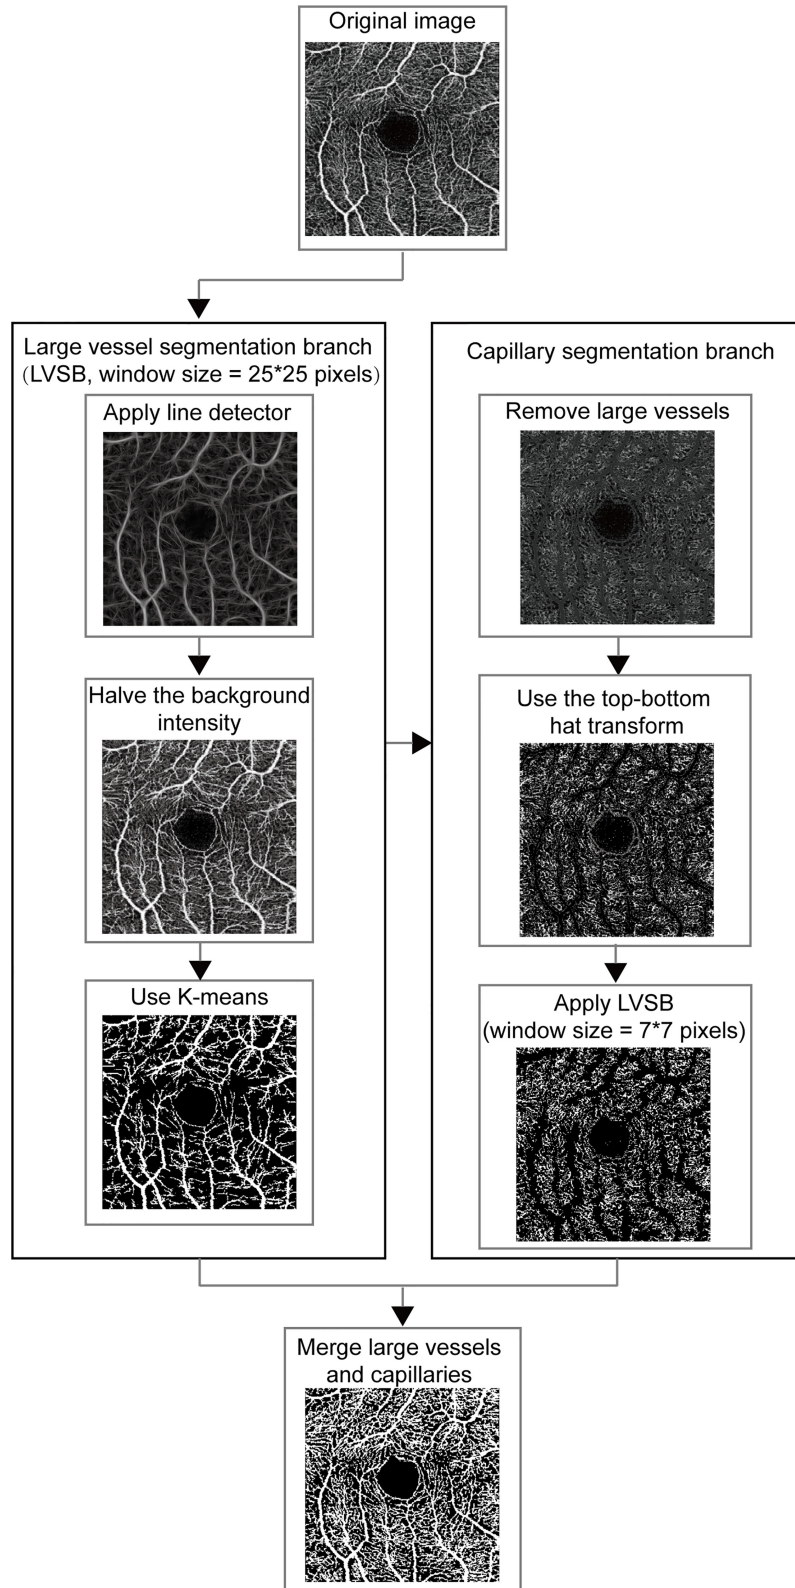 Original image
Large vessel segmentation branch
(LVSB, window size = 25*25 pixels)
Apply line detector
Halve the background
intensity
Use K-means
Capillary segmentation branch
Remove large vessels
Use the top-bottom
hat transform
Apply LVSB
(window size = 7*7 pixels)
Merge large vessels
and capillaries